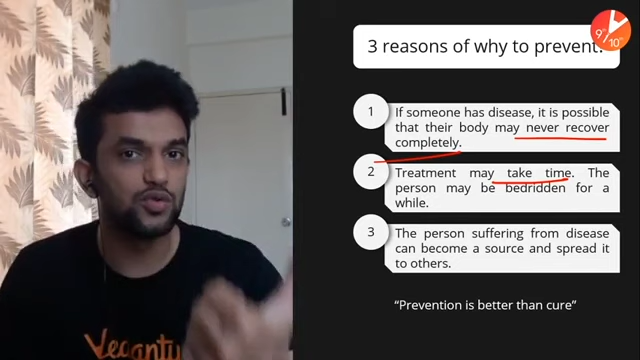 3 reasons of why to prevent?
9
10
1
If someone has disease, it is possible
that their body may never recover
completely.
2
Treatment may take time. The
person may be bedridden for a
while.
3
The person suffering from disease
can become a source and spread it
to others.
“Prevention is better than cure”